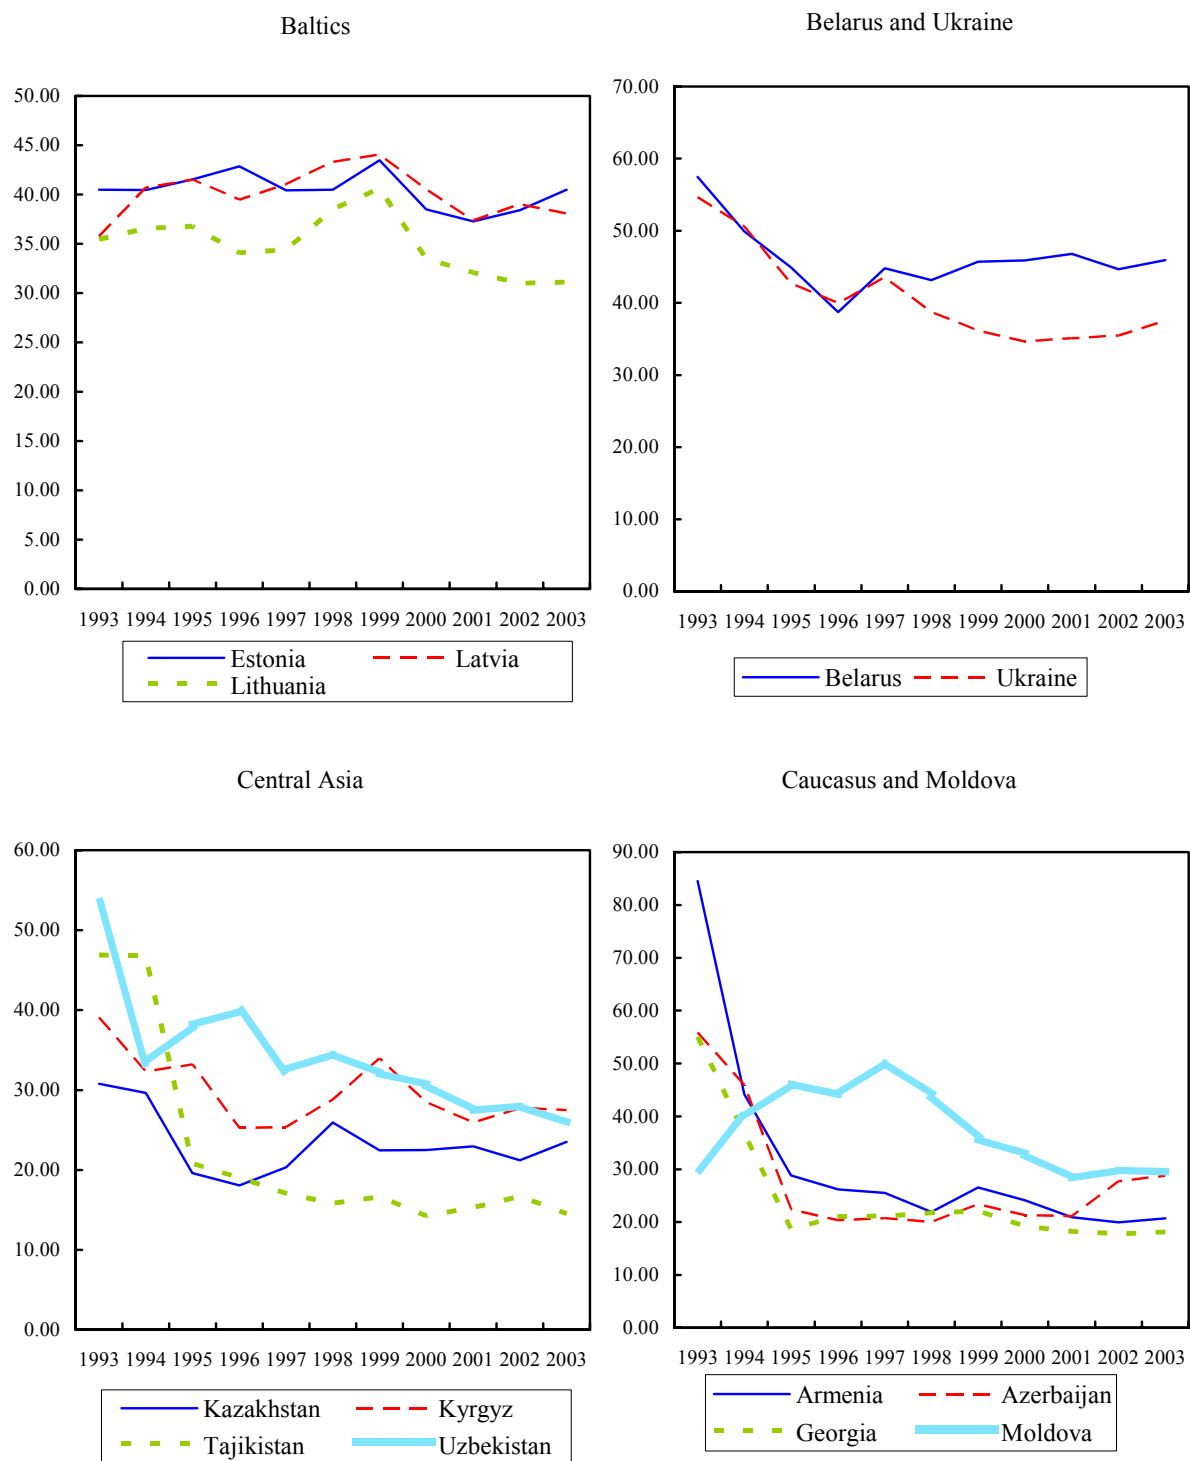 Baltics
50.00
45.00
40.00
35.00
30.00
25.00
20.00
15.00
10.00
5.00
0.00
1993 1994 1995 1996 1997 1998 1999 2000 2001 2002 2003
Estonia Latvia
Lithuania
Belarus and Ukraine
70.00
60.00
50.00
40.00
30.00
20.00
10.00
0.00
1993 1994 1995 1996 1997 1998 1999 2000 2001 2002 2003
Belarus Ukraine
Central Asia
60.00
50.00
40.00
30.00
20.00
10.00
0.00
1993 1994 1995 1996 1997 1998 1999 2000 2001 2002 2003
Kazakhstan Kyrgyz
Tajikistan Uzbekistan
Caucasus and Moldova
90.00
80.00
70.00
60.00
50.00
40.00
30.00
20.00
10.00
0.00
1993 1994 1995 1996 1997 1998 1999 2000 2001 2002 2003
Armenia Azerbaijan
Georgia Moldova